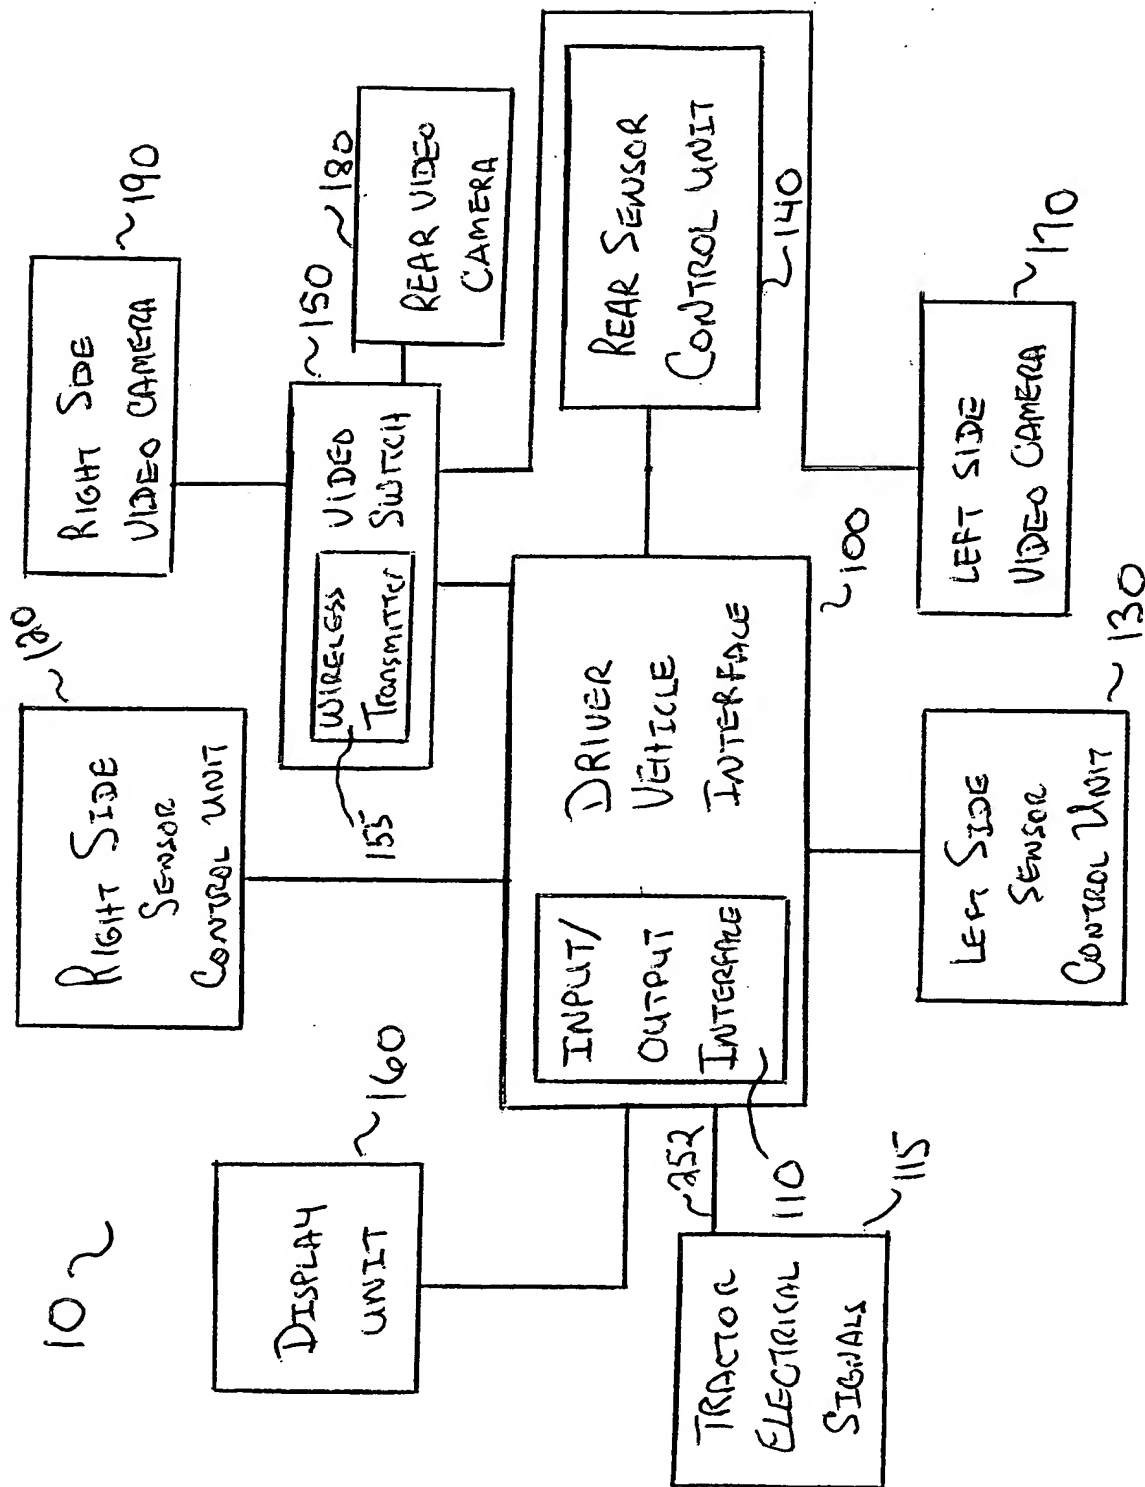 10
DISPLAY
UNIT
160
RIGHT SIDE
SENSOR
CONTROL UNIT
120
RIGHT SIDE
VIDEO CAMERA
190
WIRELESS
Transmitter
155
VIDEO
SWITCH
150
REAR VIDEO
CAMERA
180
TRACTOR
ELECTRICAL
SIGNALS
115
252
INPUT/
OUTPUT
INTERFACE
110
DRIVER
VEHICLE
INTERFACE
100
REAR SENSOR
CONTROL UNIT
140
LEFT SIDE
SENSOR
CONTROL UNIT
130
LEFT SIDE
VIDEO CAMERA
170